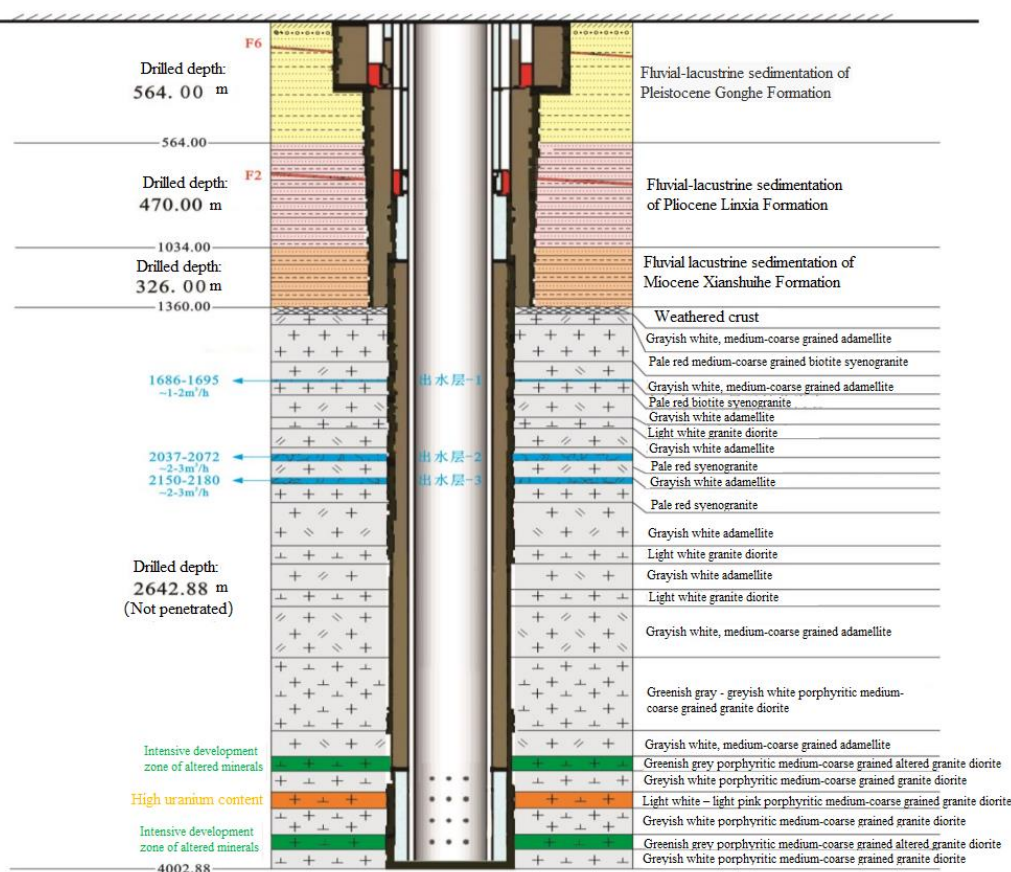 F6
Drilled depth:
564. 00 m
Fluvial-lacustrine sedimentation of
Pleistocene Gonghe Formation
564.00
F2
Drilled depth:
470.00 m
Fluvial-lacustrine sedimentation
of Pliocene Linxia Formation
1034.00
Drilled depth:
326. 00 m
Fluvial lacustrine sedimentation of
Miocene Xianshuihe Formation
1360.00
Weathered crust
Grayish white, medium-coarse grained adamellite
Pale red medium-coarse grained biotite syenogranite
1686-1695
~1-2m³/h
出水层-1
Grayish white, medium-coarse grained adamellite
Pale red biotite syenogranite
Grayish white adamellite
Light white granite diorite
Grayish white adamellite
2037-2072
~2-3m³/h
出水层-2
Pale red syenogranite
2150-2180
~2-3m³/h
出水层-3
Grayish white adamellite
Pale red syenogranite
Grayish white adamellite
Light white granite diorite
Drilled depth:
2642.88 m
(Not penetrated)
Grayish white adamellite
Light white granite diorite
Grayish white, medium-coarse grained adamellite
Greenish gray - greyish white porphyritic medium-
coarse grained granite diorite
Grayish white, medium-coarse grained adamellite
Intensive development
zone of altered minerals
Greenish grey porphyritic medium-coarse grained altered granite diorite
Greyish white porphyritic medium-coarse grained granite diorite
High uranium content
Light white – light pink porphyritic medium-coarse grained granite diorite
Greyish white porphyritic medium-coarse grained granite diorite
Intensive development
zone of altered minerals
Greenish grey porphyritic medium-coarse grained altered granite diorite
Greyish white porphyritic medium-coarse grained granite diorite
4002.88